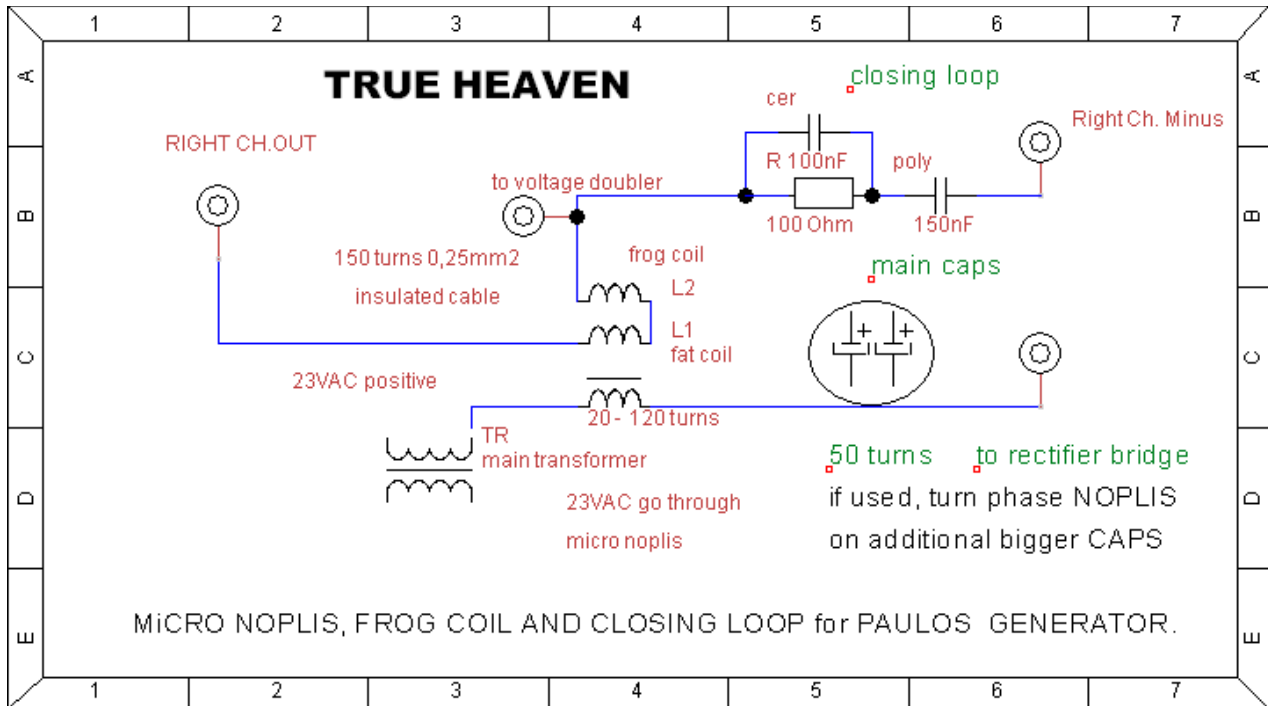 1 2 3 4 5 6 7
A A
TRUE HEAVEN
closing loop
cer
Right Ch. Minus
RIGHT CH.OUT
R 100nF
poly
to voltage doubler
B B
100 Ohm
150nF
150 turns 0,25mm2
frog coil
main caps
insulated cable
L2
L1
C C
fat coil
+ +
23VAC positive
20- 120 turns
TR
main transformer
50 turns
to rectifier bridge
D D
23VAC go through
if used, turn phase NOPLIS
micro noplis
on additional bigger CAPS
MiCRO NOPLIS, FROG COIL AND CLOSING LOOP for PAULOS GENERATOR.
E E
1 2 3 4 5 6 7